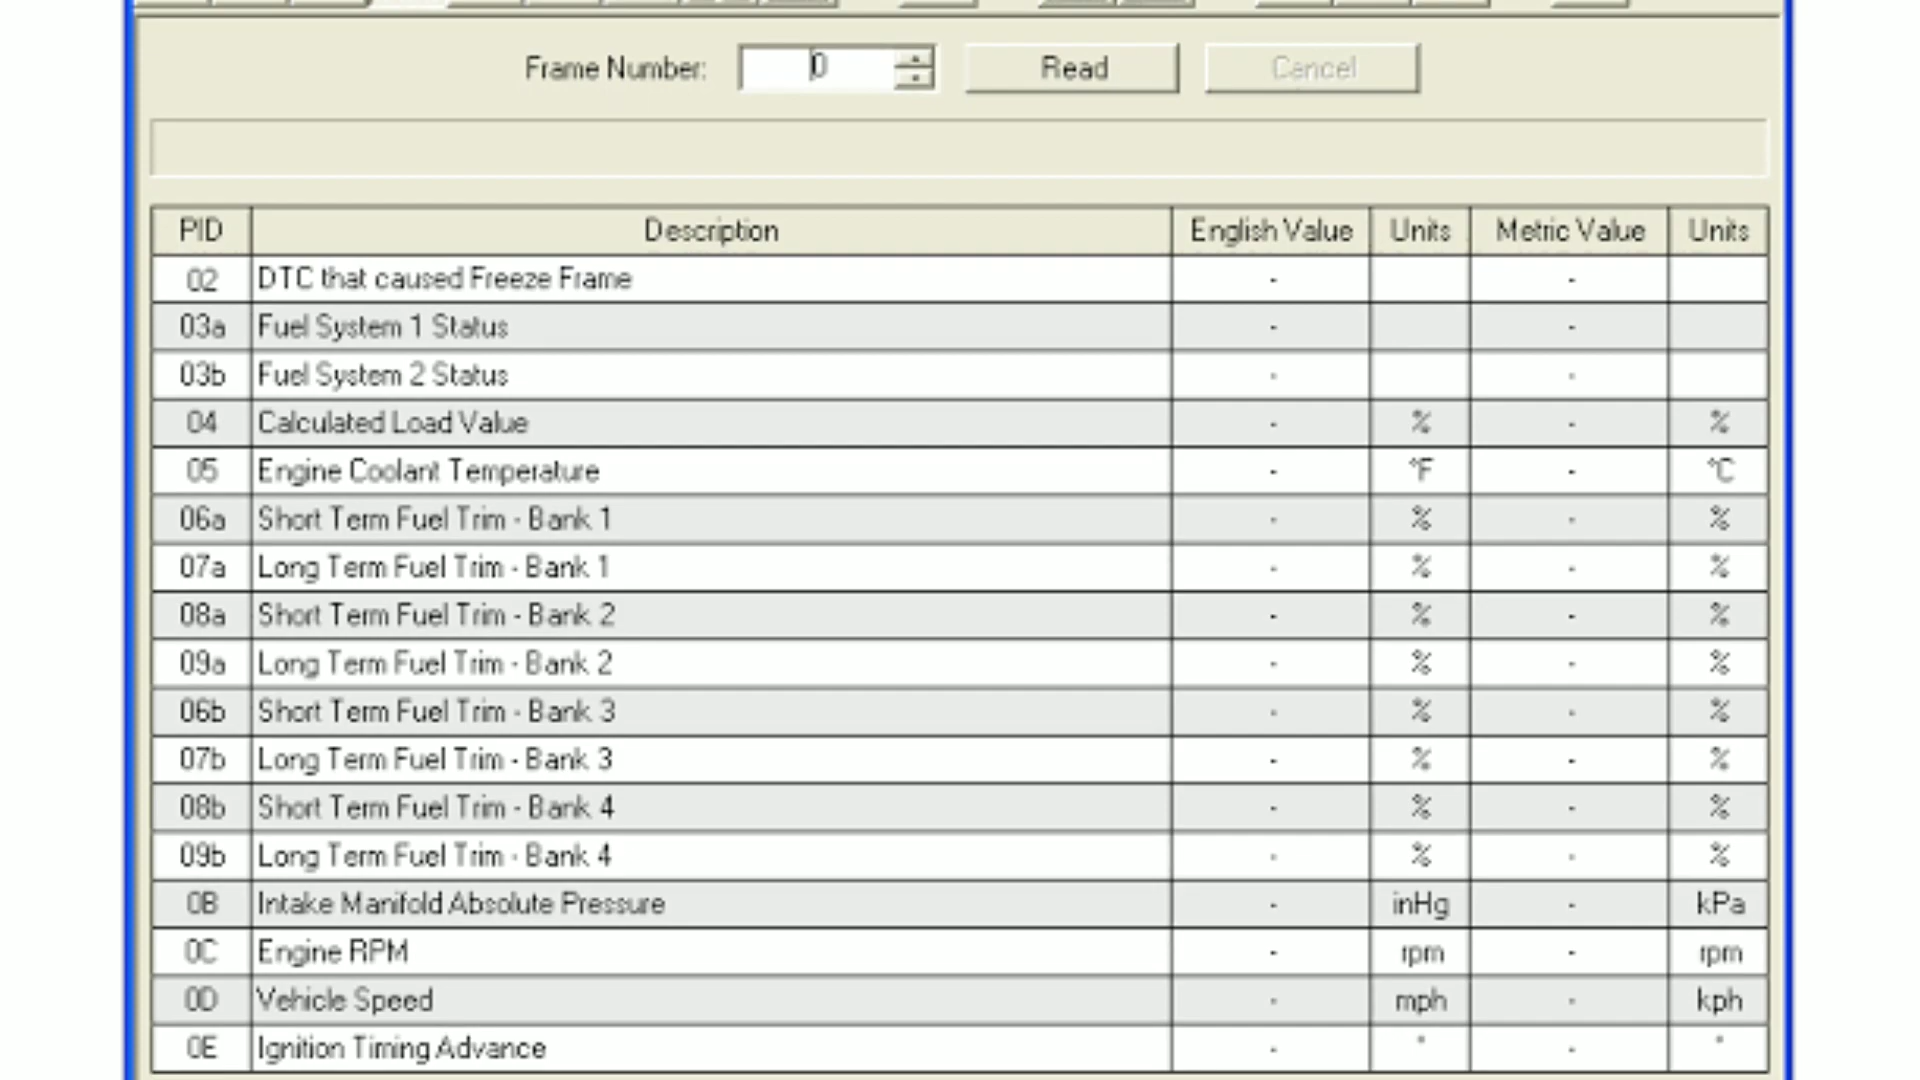 Frame Number: 0 Read Cancel
PID Description English Value Units Metric Value Units
02 DTC that caused Freeze Frame - -
03a Fuel System 1 Status - -
03b Fuel System 2 Status - -
04 Calculated Load Value - % - %
05 Engine Coolant Temperature - °F - °C
06a Short Term Fuel Trim - Bank 1 - % - %
07a Long Term Fuel Trim - Bank 1 - % - %
08a Short Term Fuel Trim - Bank 2 - % - %
09a Long Term Fuel Trim - Bank 2 - % - %
06b Short Term Fuel Trim - Bank 3 - % - %
07b Long Term Fuel Trim - Bank 3 - % - %
08b Short Term Fuel Trim - Bank 4 - % - %
09b Long Term Fuel Trim - Bank 4 - % - %
0B Intake Manifold Absolute Pressure - inHg - kPa
0C Engine RPM - rpm - rpm
0D Vehicle Speed - mph - kph
0E Ignition Timing Advance - ° - °